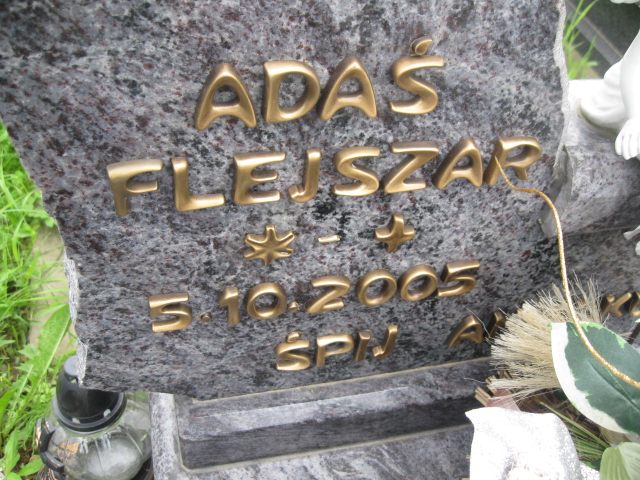 ADAŚ
FLEJSZAR
* - +
5.10.2005
ŚPIJ